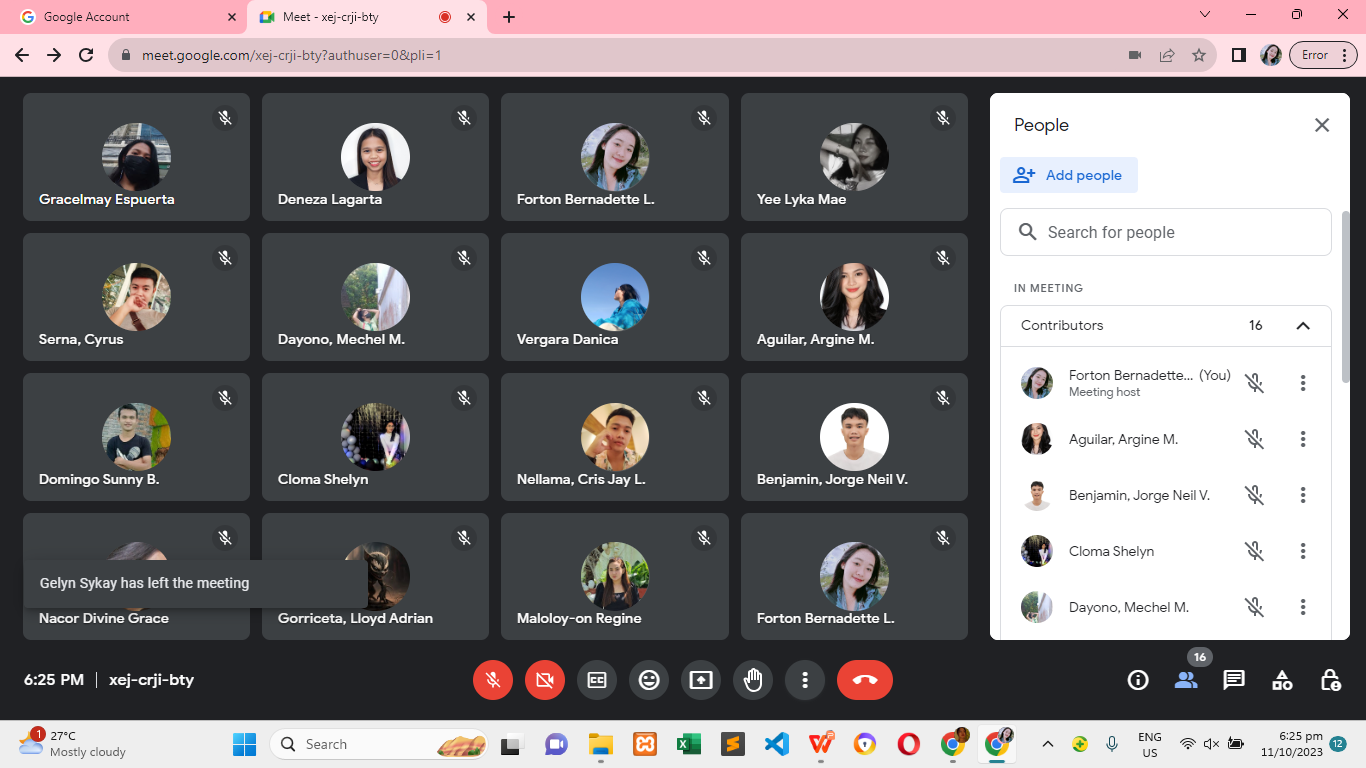 Google Account
Meet - xej-crji-bty
meet.google.com/xej-crji-bty?authuser=0&pli=1
Error
Gracelmay Espuerta
Deneza Lagarta
Forton Bernadette L.
Yee Lyka Mae
Serna, Cyrus
Dayono, Mechel M.
Vergara Danica
Aguilar, Argine M.
Domingo Sunny B.
Cloma Shelyn
Nellama, Cris Jay L.
Benjamin, Jorge Neil V.
Gelyn Sykay has left the meeting
Nacor Divine Grace
Gorriceta, Lloyd Adrian
Maloloy-on Regine
Forton Bernadette L.
People
Add people
Search for people
IN MEETING
Contributors 16
Forton Bernadette... (You)
Meeting host
Aguilar, Argine M.
Benjamin, Jorge Neil V.
Cloma Shelyn
Dayono, Mechel M.
6:25 PM | xej-crji-bty
16
1
27°C
Mostly cloudy
Search
ENG
US
6:25 pm
11/10/2023
12